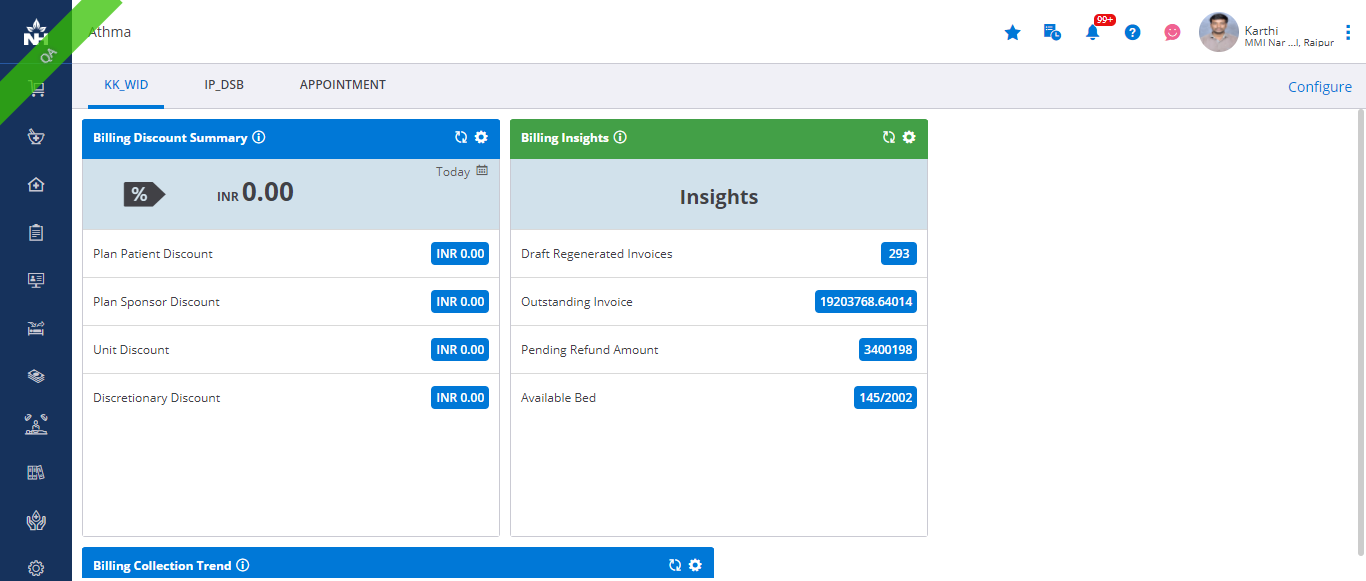 NH
QA
Athma
99+
?
Karthi
MMI Nar ...l, Raipur
KK_WID
IP_DSB
APPOINTMENT
Configure
Billing Discount Summary
Today
%
INR 0.00
Plan Patient Discount INR 0.00
Plan Sponsor Discount INR 0.00
Unit Discount INR 0.00
Discretionary Discount INR 0.00
Billing Insights
Insights
Draft Regenerated Invoices 293
Outstanding Invoice 19203768.64014
Pending Refund Amount 3400198
Available Bed 145/2002
Billing Collection Trend